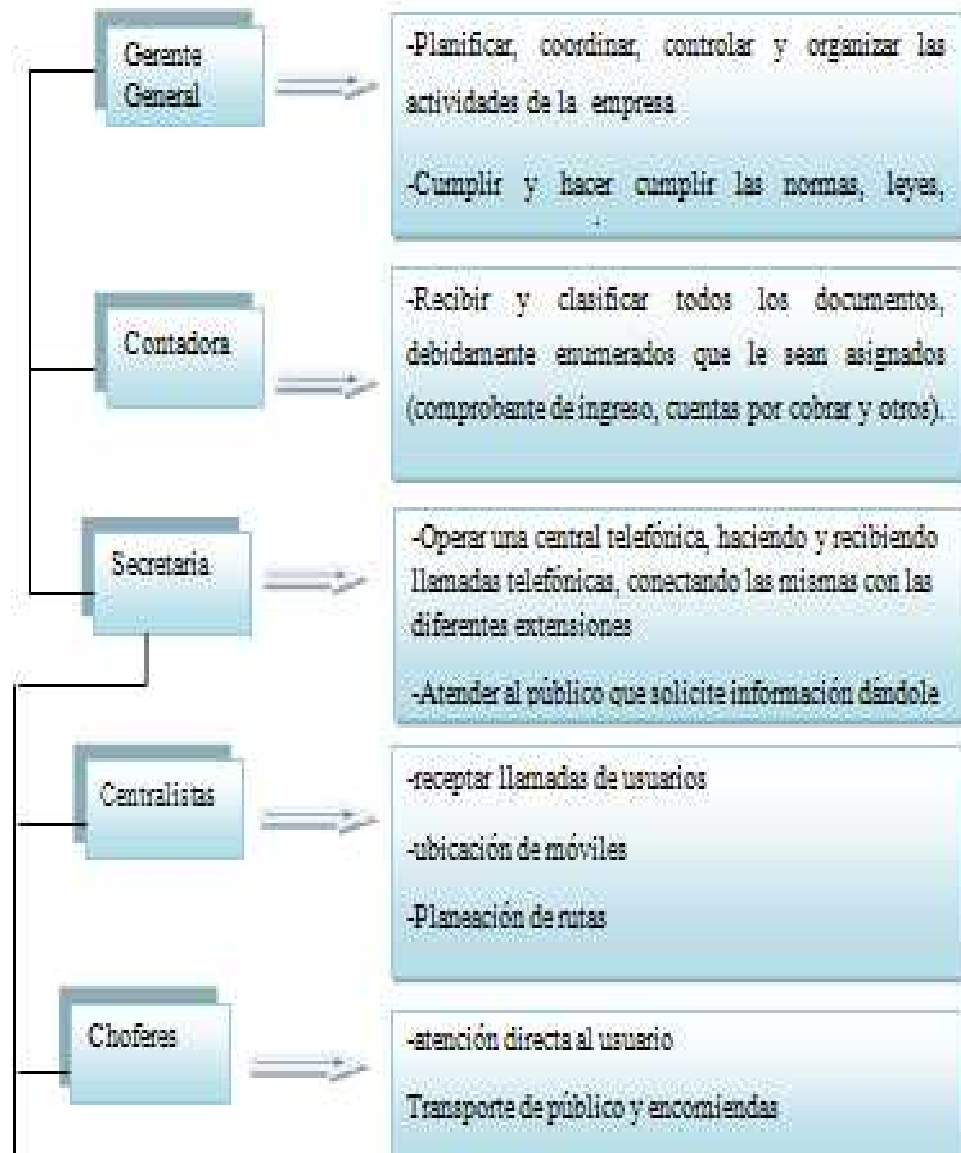 Gerente
General
-Planificar, coordinar, controlar y organizar las
actividades de la empresa
-Cumplir y hacer cumplir las normas, leyes,
Contadora
-Recibir y clasificar todos los documentos,
debidamente enumerados que le sean asignados
(comprobante de ingreso, cuentas por cobrar y otros).
Secretaria
-Operar una central telefónica, haciendo y recibiendo
llamadas telefónicas, conectando las mismas con las
diferentes extensiones
-Atender al público que solicite información dándole
Centralistas
-receptar llamadas de usuarios
-ubicación de móviles
-Planeación de rutas
Choferes
-atención directa al usuario
Transporte de público y encomiendas